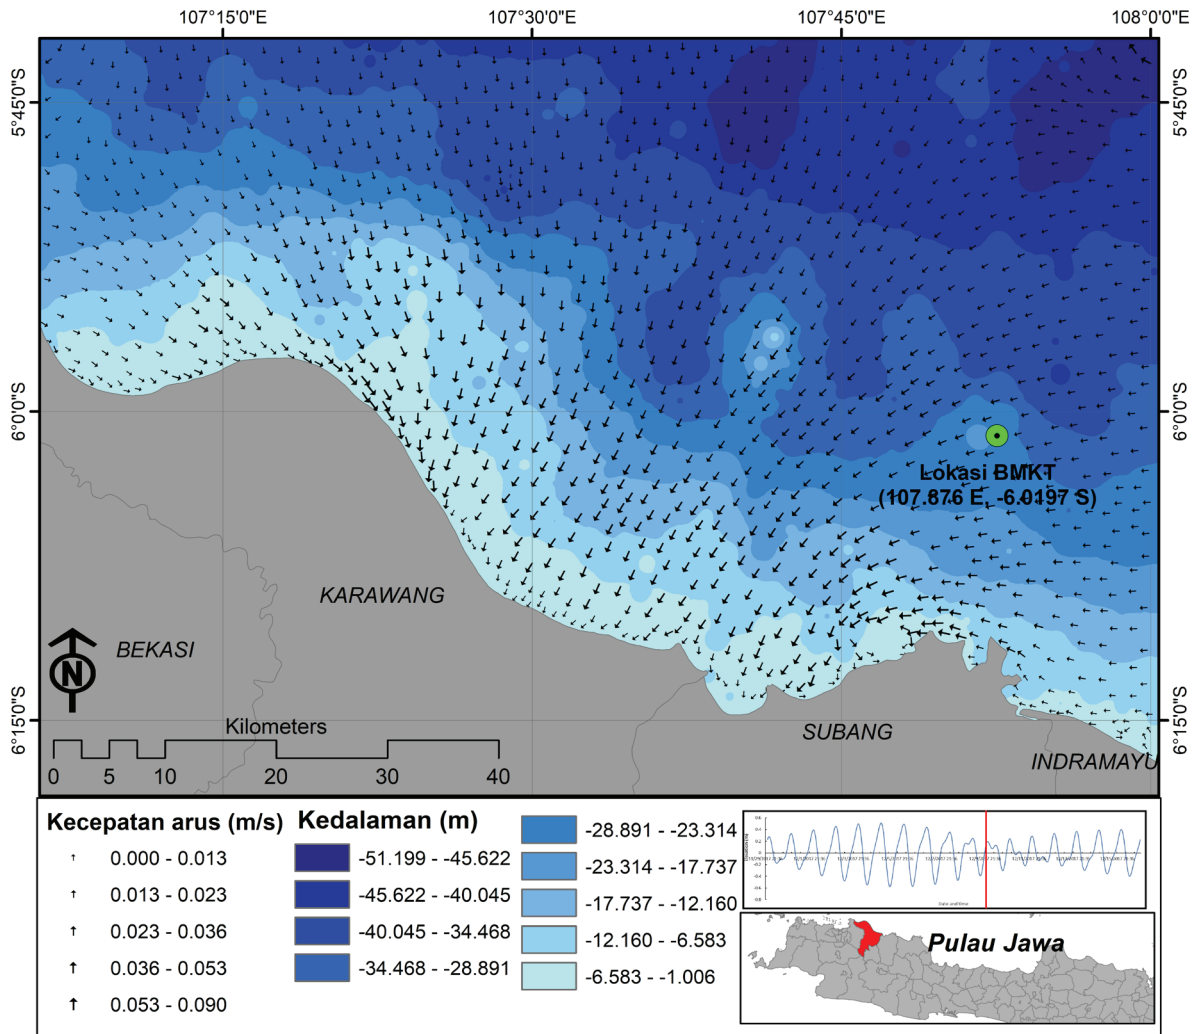 107°15'0"E 107°30'0"E 107°45'0"E 108°0'0"E
5°45'0"S 5°45'0"S
6°0'0"S 6°0'0"S
Lokasi BMKT
(107.876 E, -6.0197 S)
KARAWANG
BEKASI
N
6°15'0"S 6°15'0"S
SUBANG
INDRAMAYU
Kilometers
0 5 10 20 30 40
Kecepatan arus (m/s)
0.000 - 0.013
0.013 - 0.023
0.023 - 0.036
0.036 - 0.053
0.053 - 0.090
Kedalaman (m)
-51.199 - -45.622
-45.622 - -40.045
-40.045 - -34.468
-34.468 - -28.891
-28.891 - -23.314
-23.314 - -17.737
-17.737 - -12.160
-12.160 - -6.583
-6.583 - -1.006
Date and time
Pulau Jawa